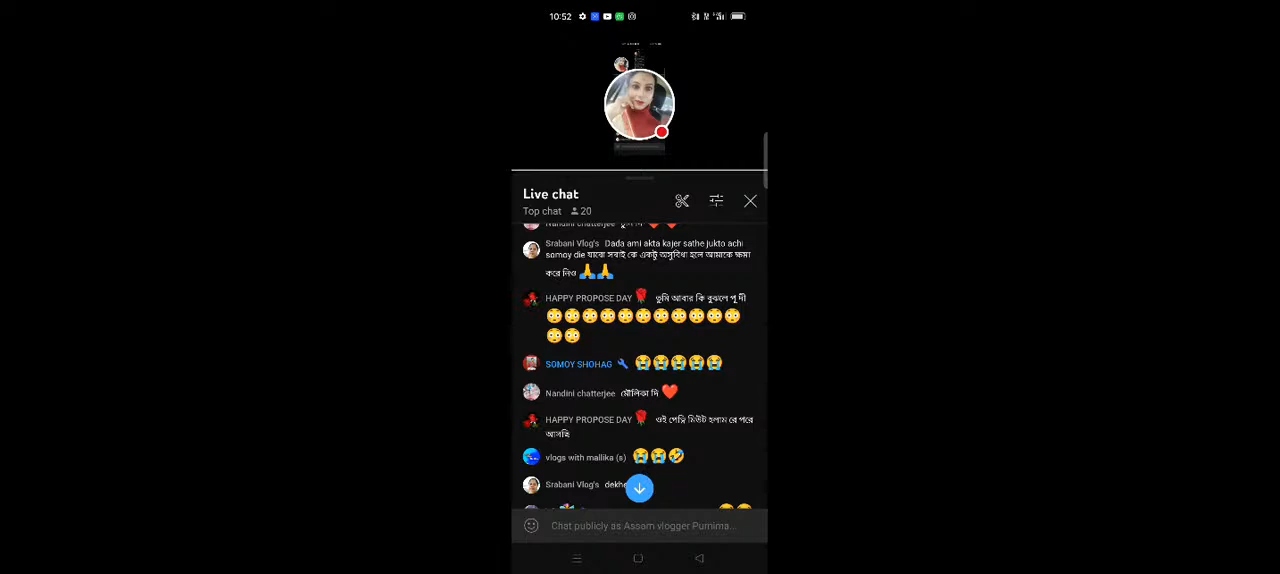 10:52
Live chat
Top chat 20
Nandini chatterjee
Srabani Vlog's Dada ami akta kajer sathe jukto achi
somoy die যাবো সবাই কে একটু অসুবিধা হলে আমাকে ক্ষমা
করে নিও 🙏🙏
HAPPY PROPOSE DAY🌹 তুমি আবার কি বুঝলে পু দী
😳😳😳😳😳😳😳😳😳😳😳
😳😳
SOMOY SHOHAG 😭😭😭😭😭
Nandini chatterjee মৌলিকা দি ❤️
HAPPY PROPOSE DAY🌹 ওই পেত্নি মিউট হলাম রে পরে
আসছি
vlogs with mallika (s) 😭😭🤣
Srabani Vlog's
Chat publicly as Assam vlogger Purnima...